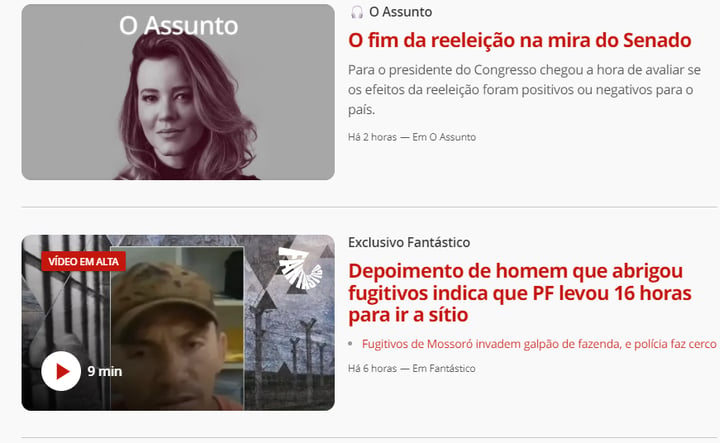 O Assunto
O Assunto
O fim da reeleição na mira do Senado
Para o presidente do Congresso chegou a hora de avaliar se
os efeitos da reeleição foram positivos ou negativos para o
país.
Há 2 horas — Em O Assunto
VÍDEO EM ALTA
9 min
Exclusivo Fantástico
Depoimento de homem que abrigou
fugitivos indica que PF levou 16 horas
para ir a sítio
Fugitivos de Mossoró invadem galpão de fazenda, e polícia faz cerco
Há 6 horas — Em Fantástico